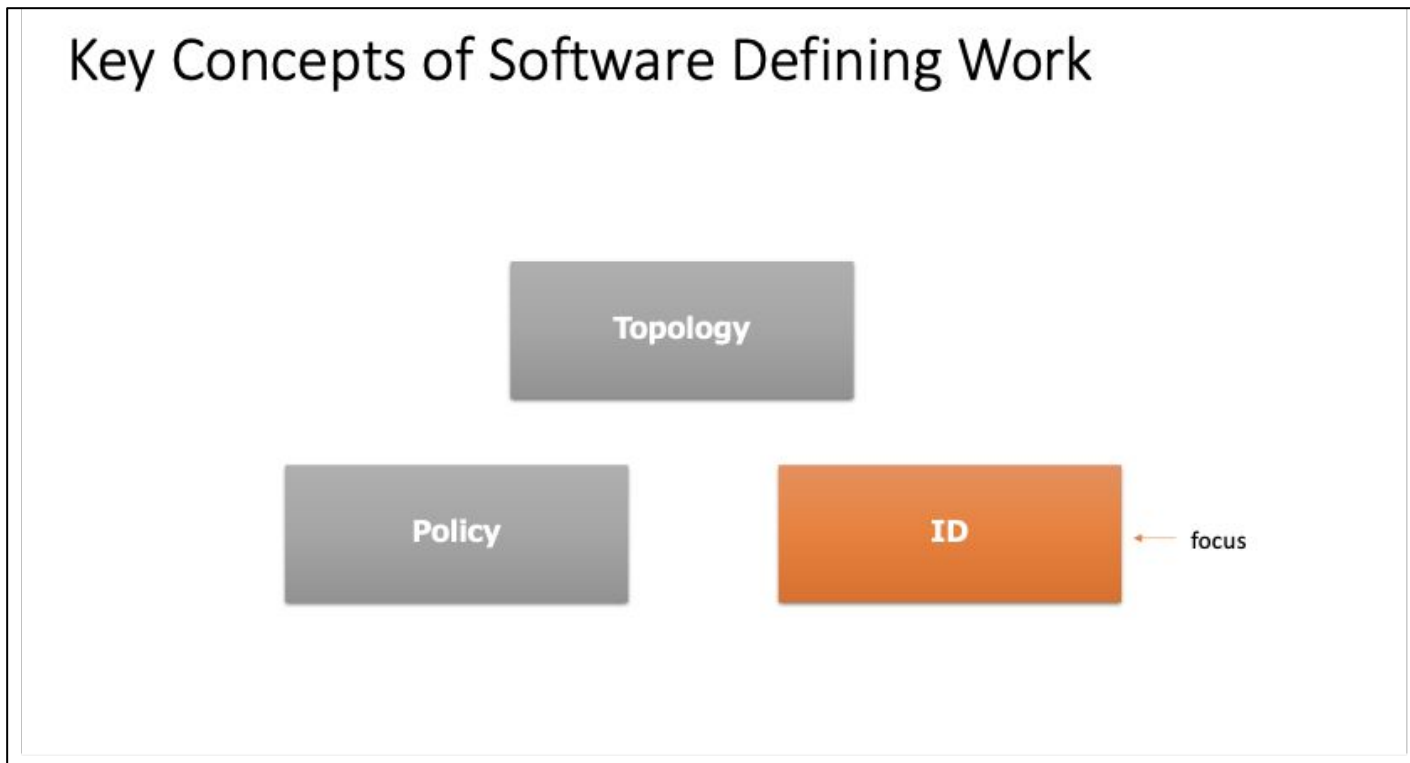 Key Concepts of Software Defining Work
Topology
Policy
ID
focus